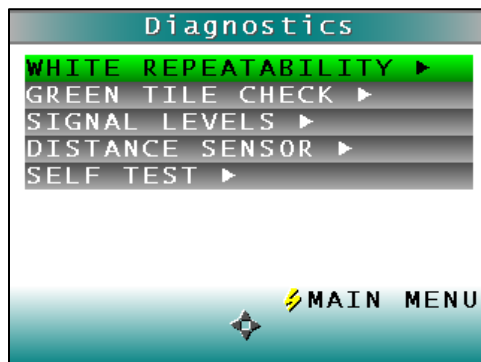 Diagnostics
WHITE REPEATABILITY ▶
GREEN TILE CHECK ▶
SIGNAL LEVELS ▶
DISTANCE SENSOR ▶
SELF TEST ▶
MAIN MENU